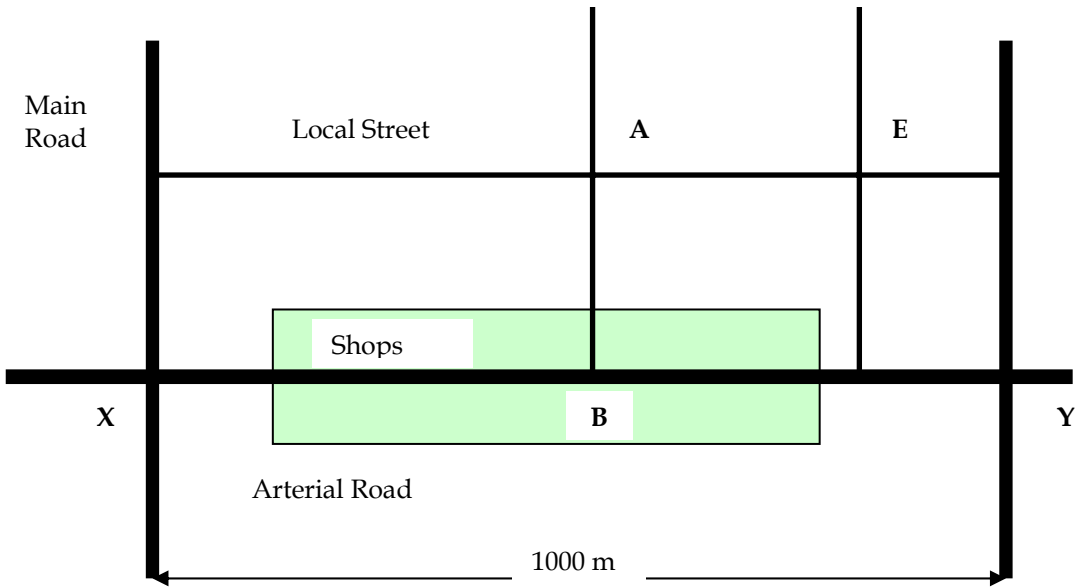 Main
Road
Local Street
A
E
Shops
X
B
Y
Arterial Road
1000 m